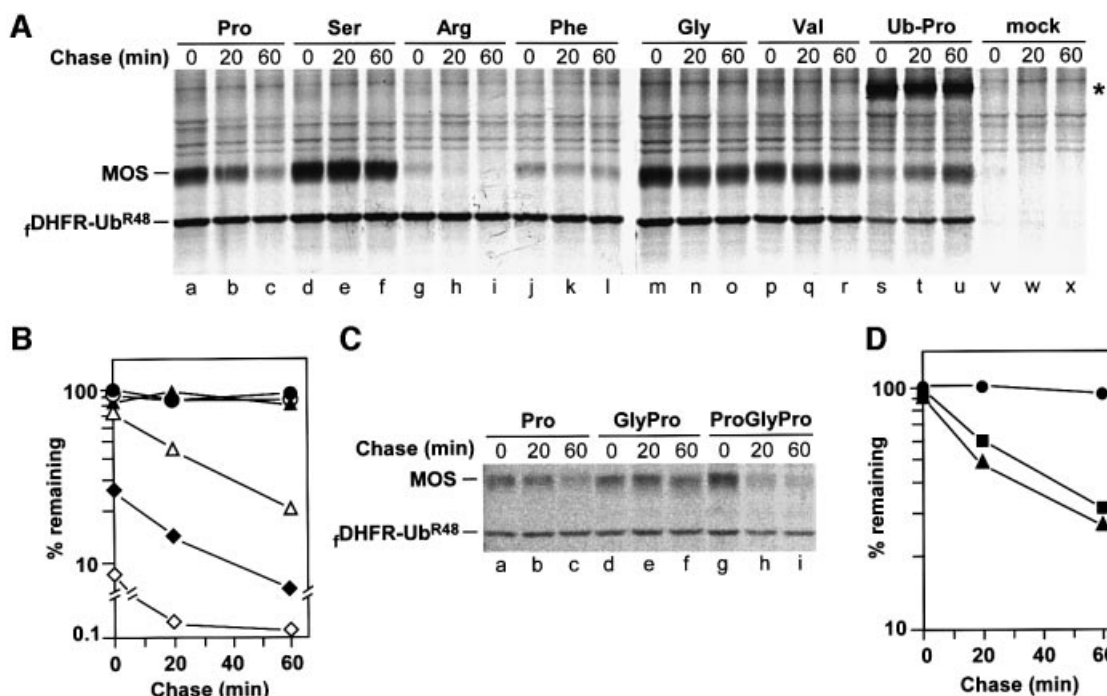 A
Pro Ser Arg Phe Gly Val Ub-Pro mock
Chase (min) 0 20 60 0 20 60 0 20 60 0 20 60 0 20 60 0 20 60 0 20 60 0 20 60
*
MOS
fDHFR-UbR48
a b c d e f g h i j k l m n o p q r s t u v w x
B
% remaining
100
10
0.1
0 20 40 60
Chase (min)
C
Pro GlyPro ProGlyPro
Chase (min) 0 20 60 0 20 60 0 20 60
MOS
fDHFR-UbR48
a b c d e f g h i
D
% remaining
100
10
0 20 40 60
Chase (min)